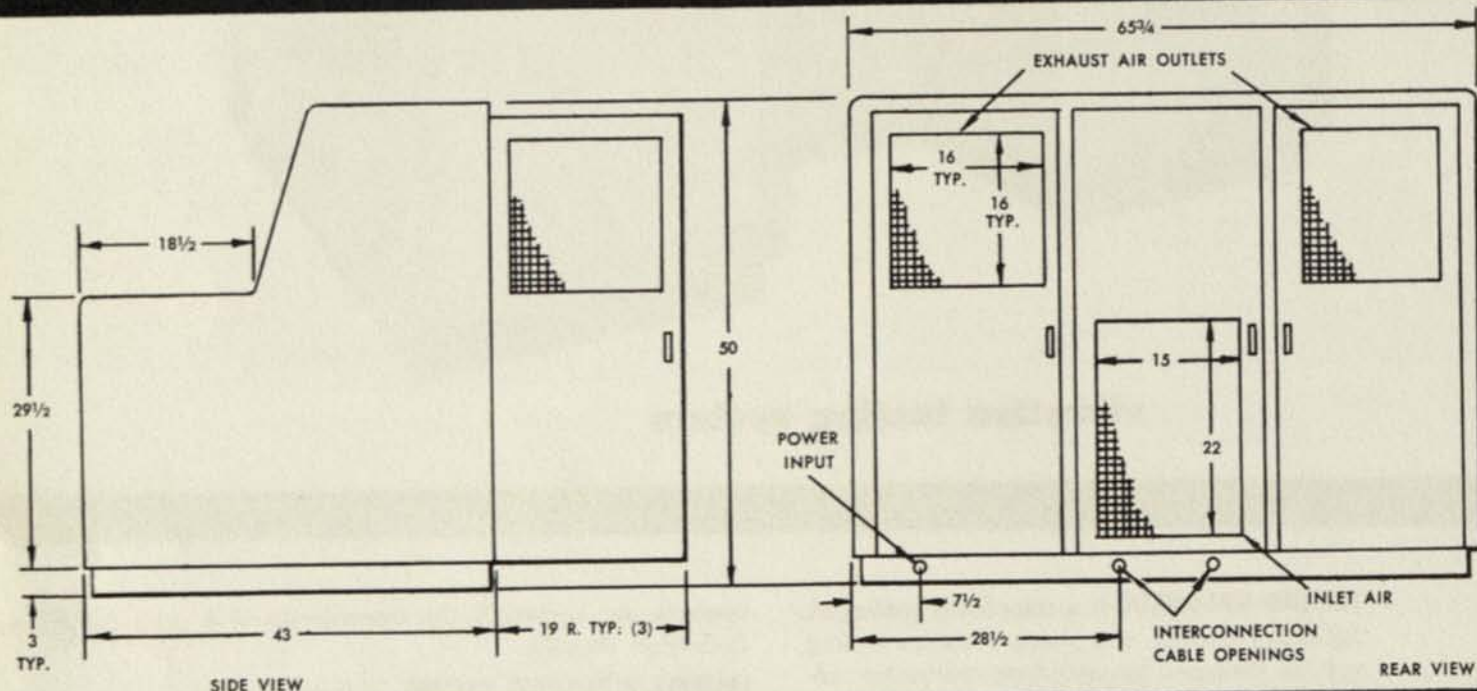 65¾
EXHAUST AIR OUTLETS
16
TYP.
16
TYP.
18½
50
29½
15
22
POWER
INPUT
7½
INLET AIR
3
TYP.
43
19 R. TYP: (3)
28½
INTERCONNECTION
CABLE OPENINGS
SIDE VIEW
REAR VIEW